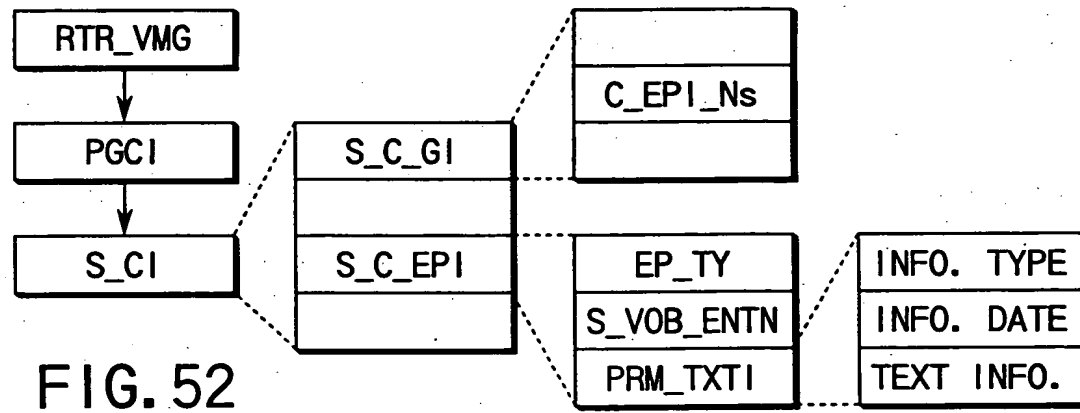 RTR_VMG
PGCI
S_CI
S_C_GI
S_C_EPI
C_EPI_Ns
EP_TY
S_VOB_ENTN
PRM_TXTI
INFO. TYPE
INFO. DATE
TEXT INFO.
FIG. 52